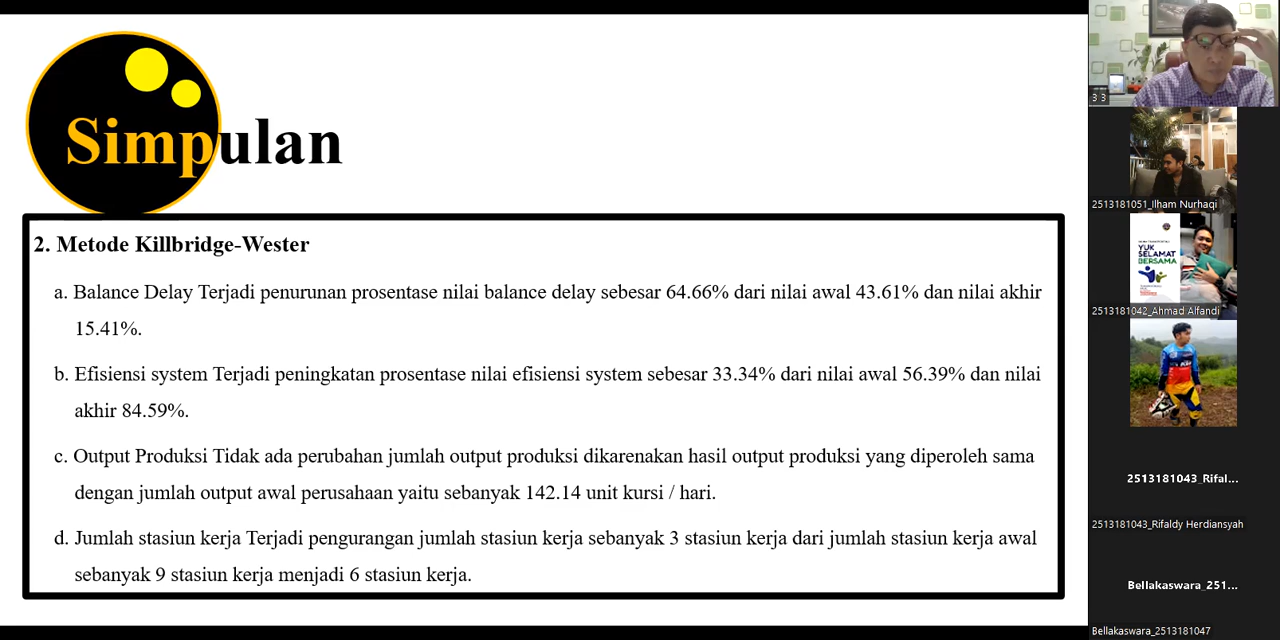 Simpulan
2. Metode Killbridge-Wester
a. Balance Delay Terjadi penurunan prosentase nilai balance delay sebesar 64.66% dari nilai awal 43.61% dan nilai akhir
15.41%.
b. Efisiensi system Terjadi peningkatan prosentase nilai efisiensi system sebesar 33.34% dari nilai awal 56.39% dan nilai
akhir 84.59%.
c. Output Produksi Tidak ada perubahan jumlah output produksi dikarenakan hasil output produksi yang diperoleh sama
dengan jumlah output awal perusahaan yaitu sebanyak 142.14 unit kursi / hari.
d. Jumlah stasiun kerja Terjadi pengurangan jumlah stasiun kerja sebanyak 3 stasiun kerja dari jumlah stasiun kerja awal
sebanyak 9 stasiun kerja menjadi 6 stasiun kerja.
3 3
2513181051_Ilham Nurhaqi
YUK
SELAMAT
BERSAMA
2513181042_Ahmad Alfandi
2513181043_Rifal...
2513181043_Rifaldy Herdiansyah
Bellakaswara_251...
Bellakaswara_2513181047